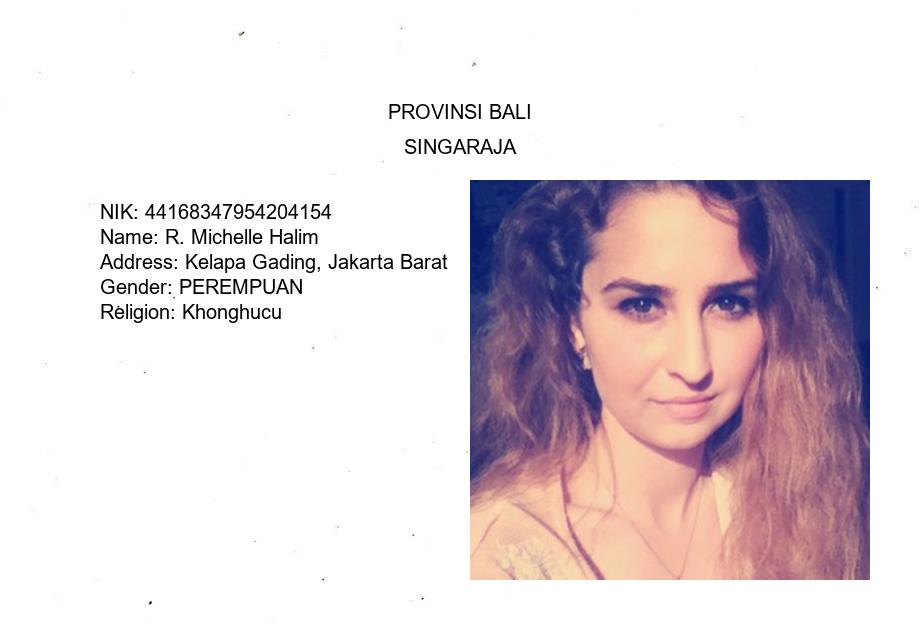 PROVINSI BALI
SINGARAJA
NIK: 44168347954204154
Name: R. Michelle Halim
Address: Kelapa Gading, Jakarta Barat
Gender: PEREMPUAN
Religion: Khonghucu